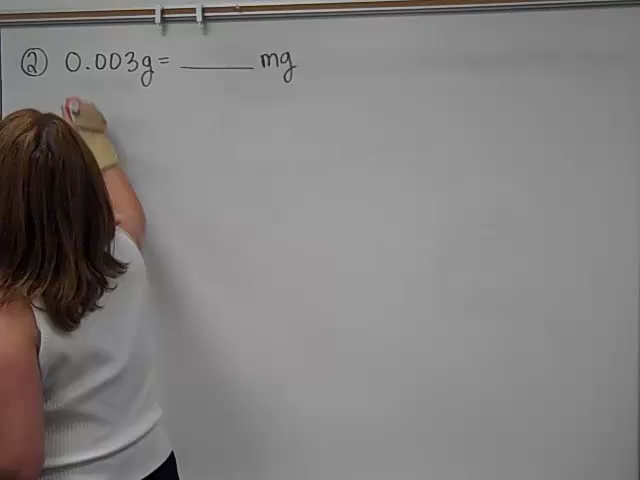 ② 0.003g = ______ mg